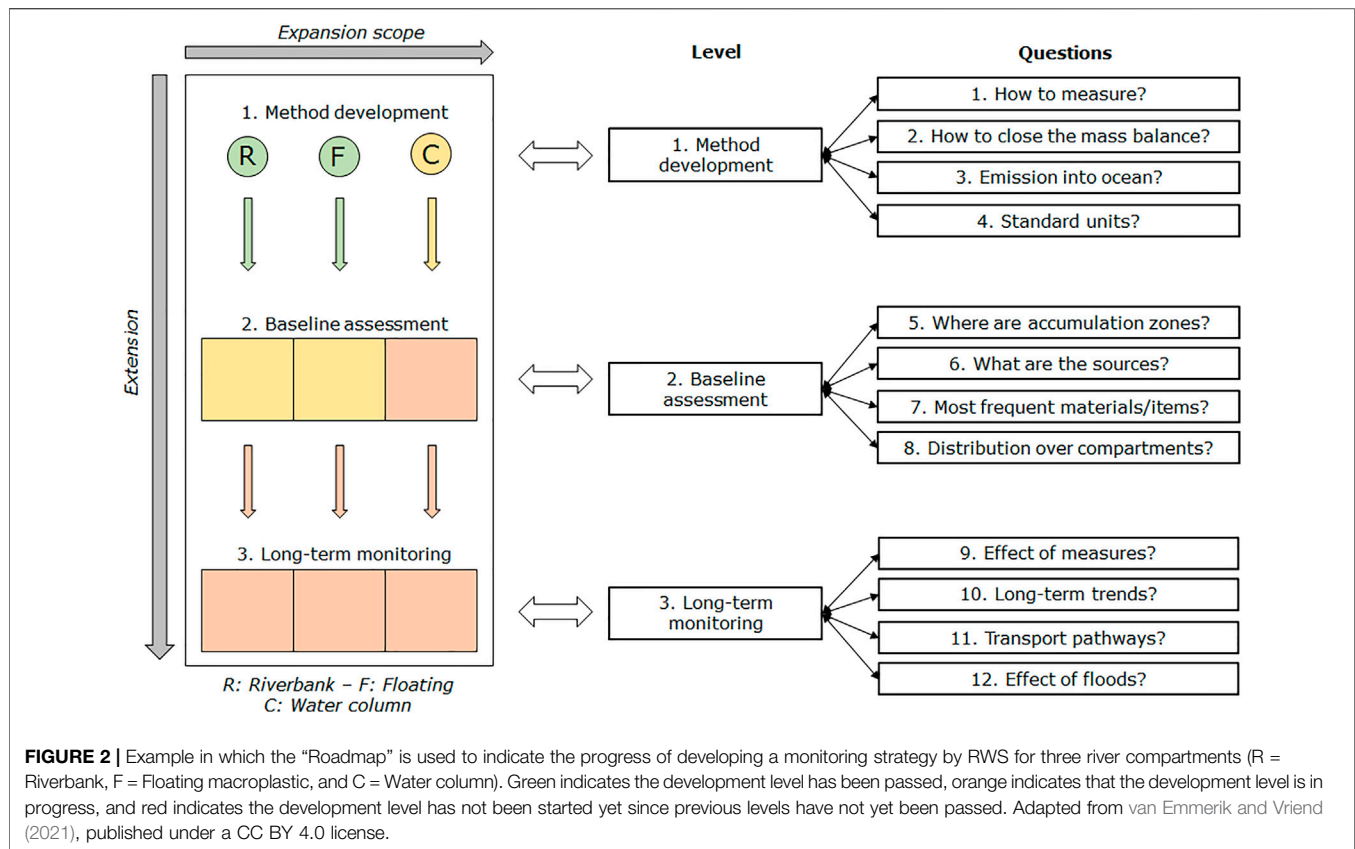 Expansion scope
Extension
1. Method development
R F C
2. Baseline assessment
3. Long-term monitoring
R: Riverbank – F: Floating
C: Water column
Level
1. Method
development
2. Baseline
assessment
3. Long-term
monitoring
Questions
1. How to measure?
2. How to close the mass balance?
3. Emission into ocean?
4. Standard units?
5. Where are accumulation zones?
6. What are the sources?
7. Most frequent materials/items?
8. Distribution over compartments?
9. Effect of measures?
10. Long-term trends?
11. Transport pathways?
12. Effect of floods?
FIGURE 2 | Example in which the “Roadmap” is used to indicate the progress of developing a monitoring strategy by RWS for three river compartments (R =
Riverbank, F = Floating macroplastic, and C = Water column). Green indicates the development level has been passed, orange indicates that the development level is in
progress, and red indicates the development level has not been started yet since previous levels have not yet been passed. Adapted from van Emmerik and Vriend
(2021), published under a CC BY 4.0 license.